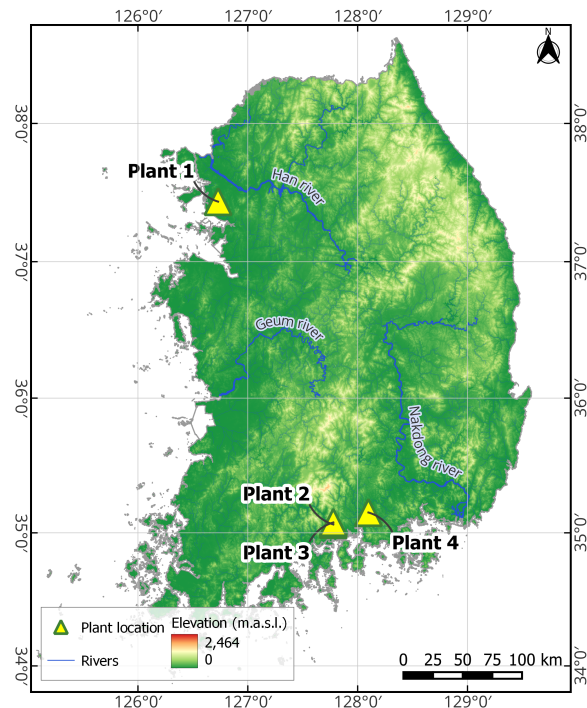 126°0′ 127°0′ 128°0′ 129°0′
N
38°0′
38°0′
Plant 1
Han river
37°0′
37°0′
Geum river
36°0′
36°0′
Nakdong river
Plant 2
35°0′
35°0′
Plant 3
Plant 4
Plant location
Elevation (m.a.s.l.)
2,464
0
Rivers
0 25 50 75 100 km
34°0′
34°0′
126°0′ 127°0′ 128°0′ 129°0′